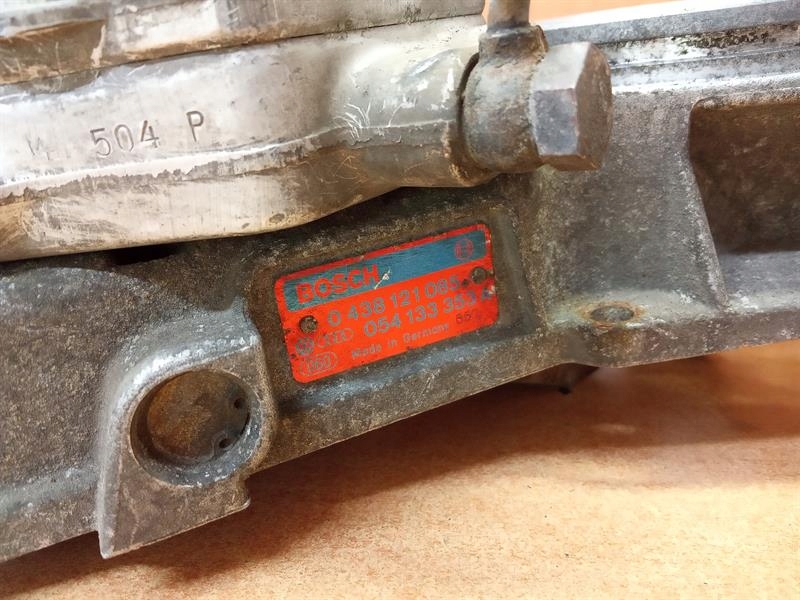 504 P
BOSCH
0 438 121 085
054 133 353
Made in Germany